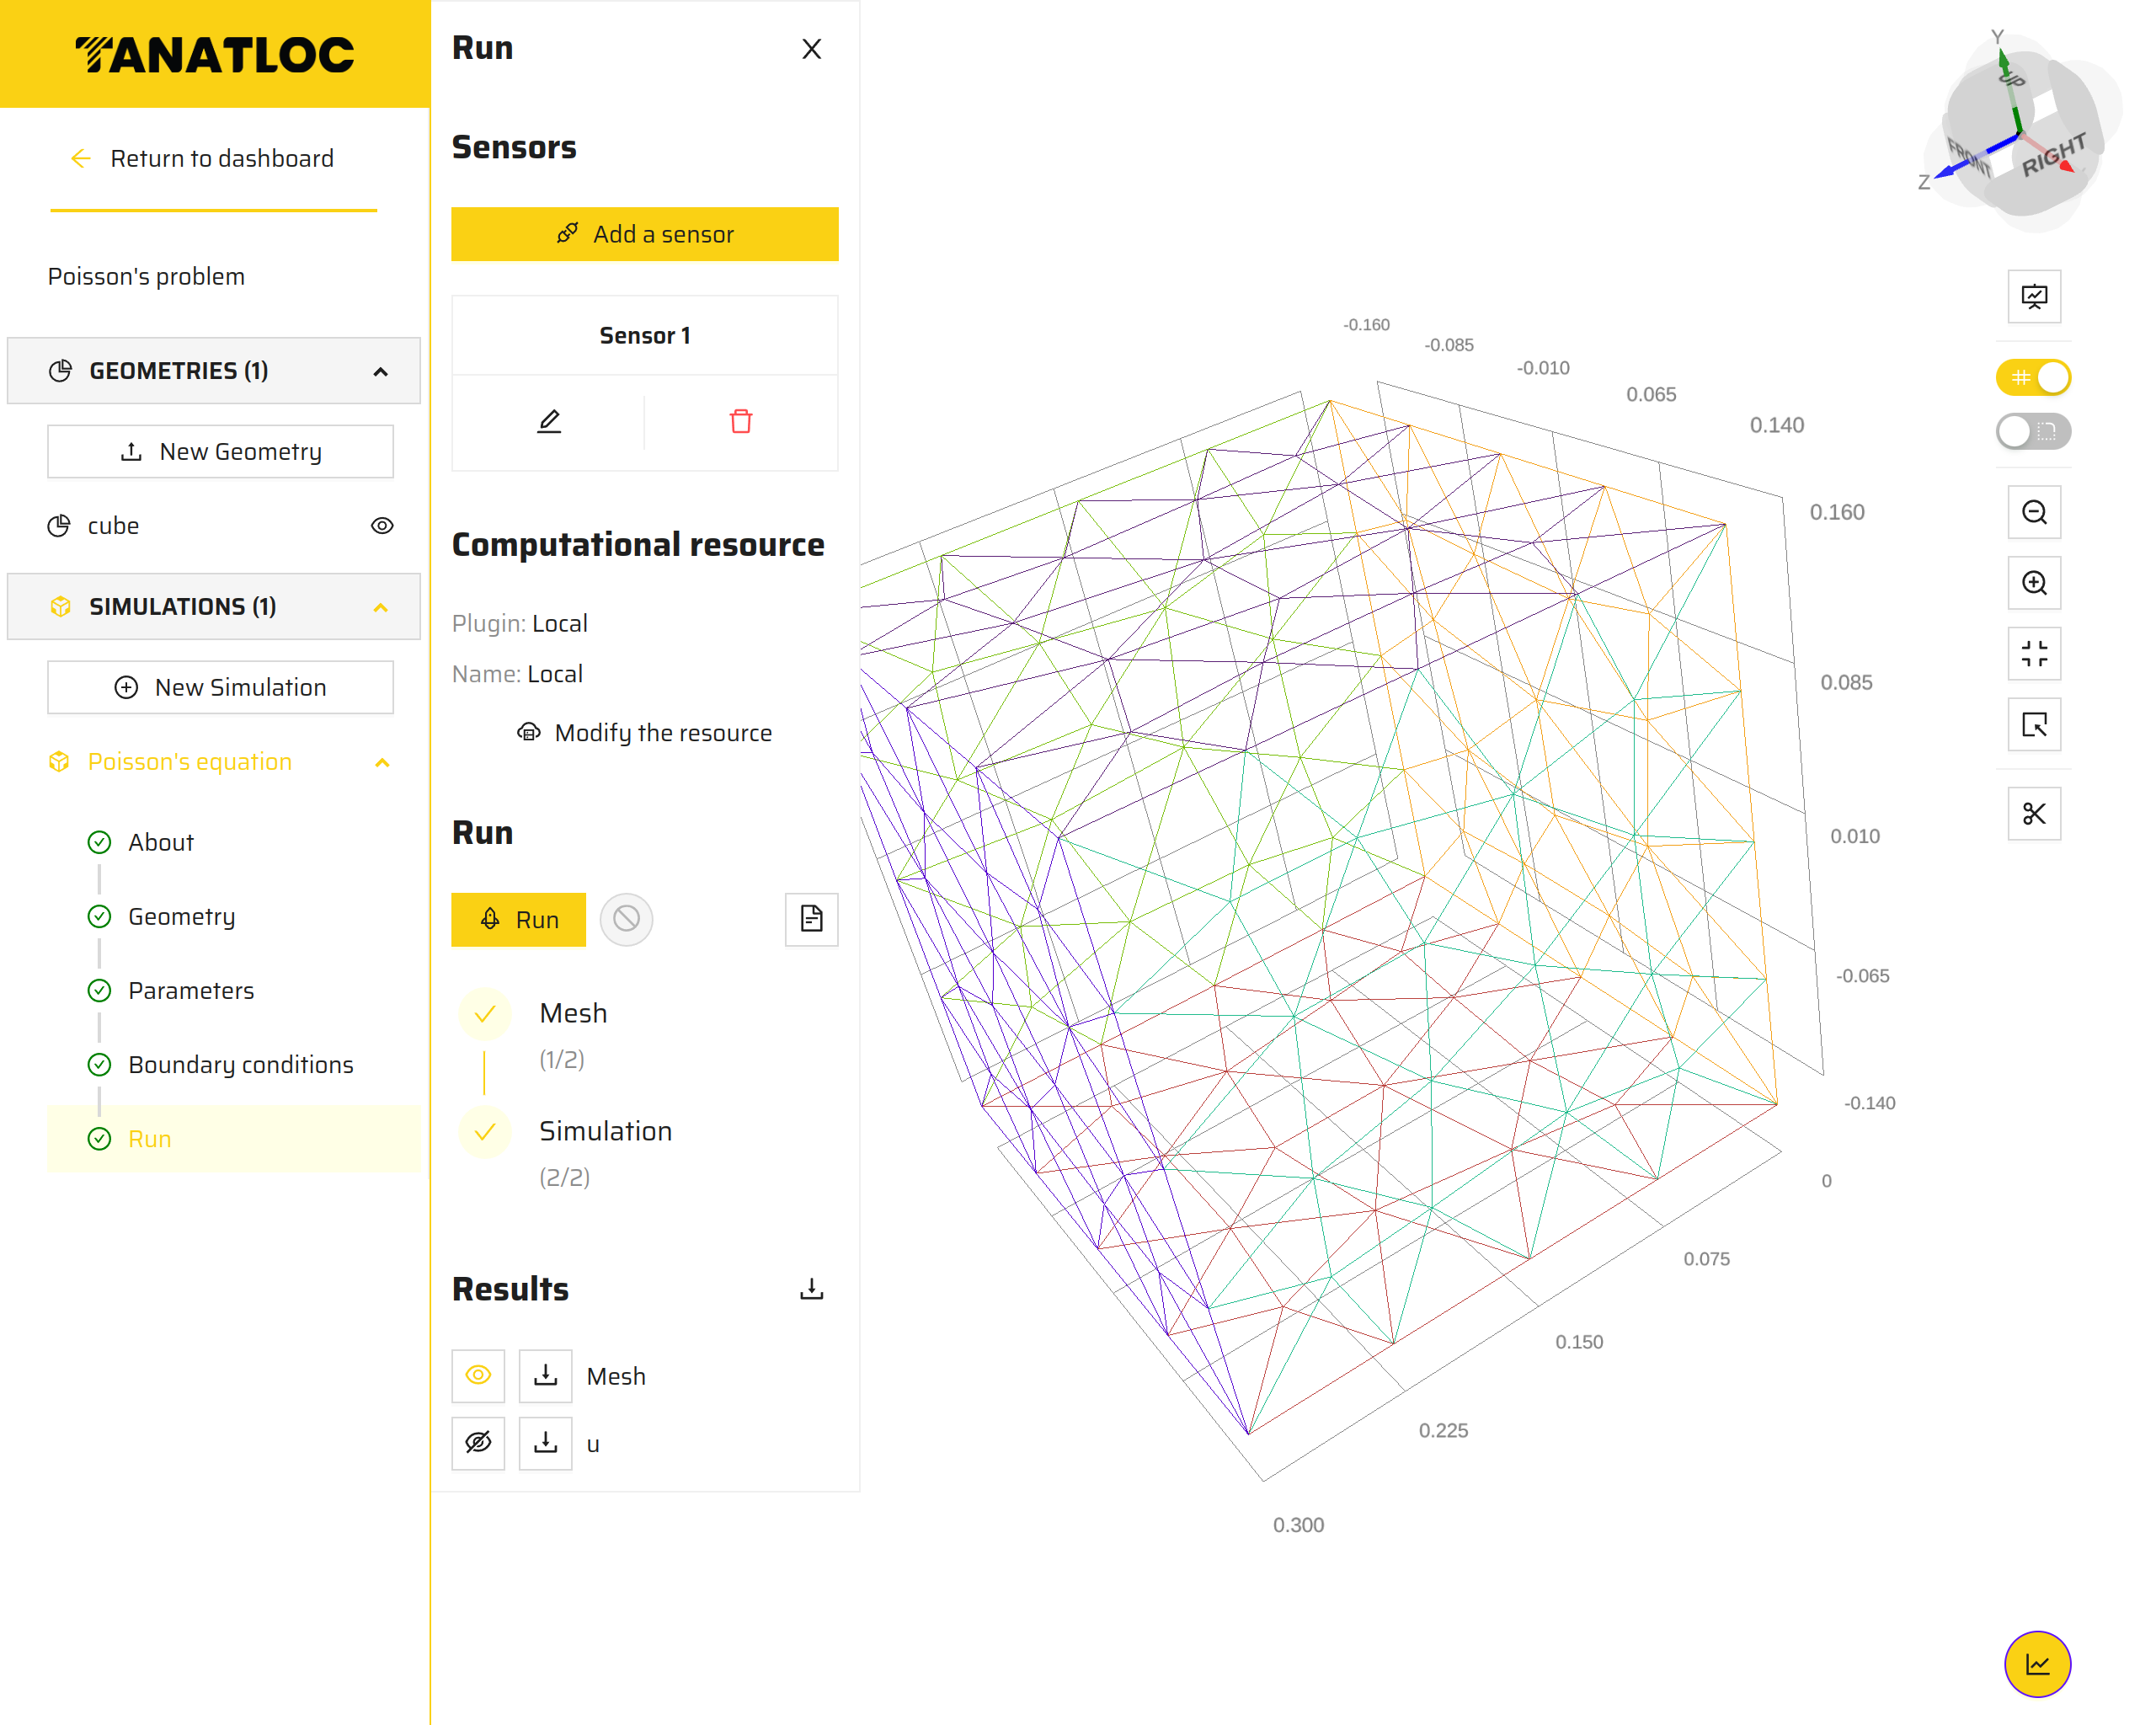 TANATLOC
Return to dashboard
Poisson's problem
GEOMETRIES (1)
New Geometry
cube
SIMULATIONS (1)
New Simulation
Poisson's equation
About
Geometry
Parameters
Boundary conditions
Run
Run
Sensors
Add a sensor
Sensor 1
Computational resource
Plugin: Local
Name: Local
Modify the resource
Run
Run
Mesh
(1/2)
Simulation
(2/2)
Results
Mesh
u
Y
UP
FRONT
RIGHT
Z
-0.160
-0.085
-0.010
0.065
0.140
0.160
0.085
0.010
-0.065
-0.140
0
0.075
0.150
0.225
0.300